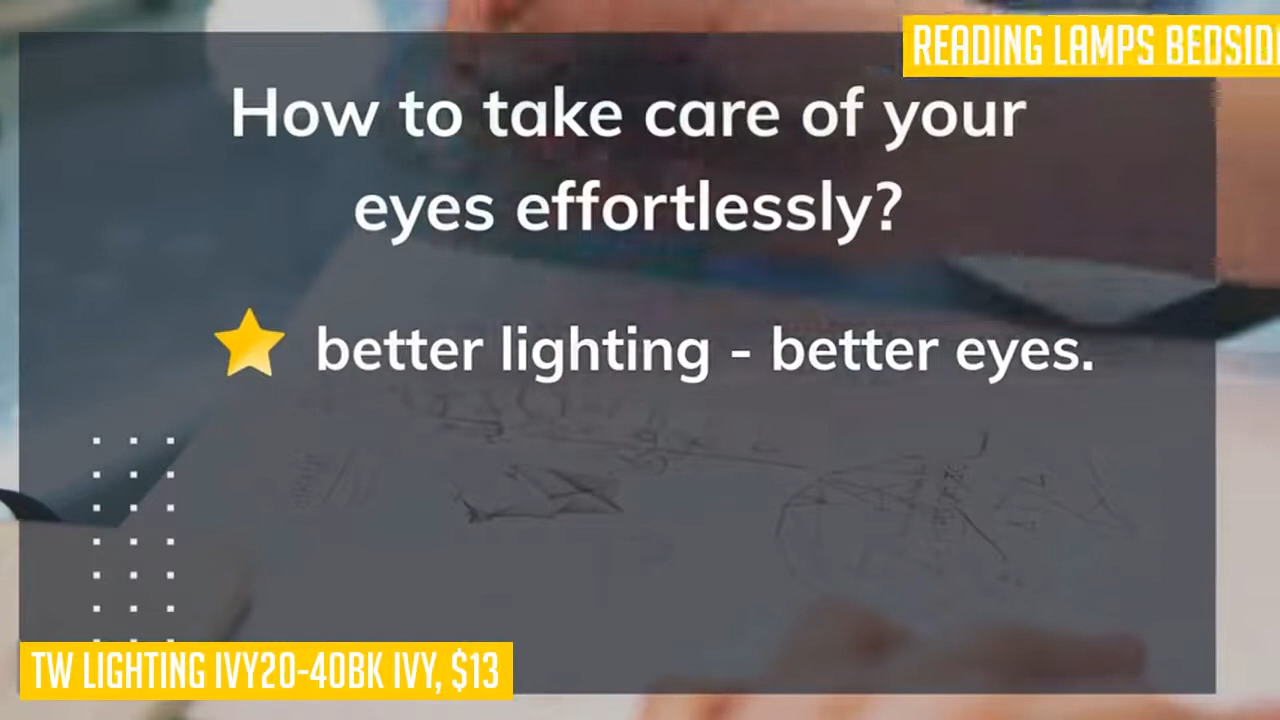 READING LAMPS BEDSID
How to take care of your
eyes effortlessly?
better lighting - better eyes.
TW LIGHTING IVY20-40BK IVY, $13